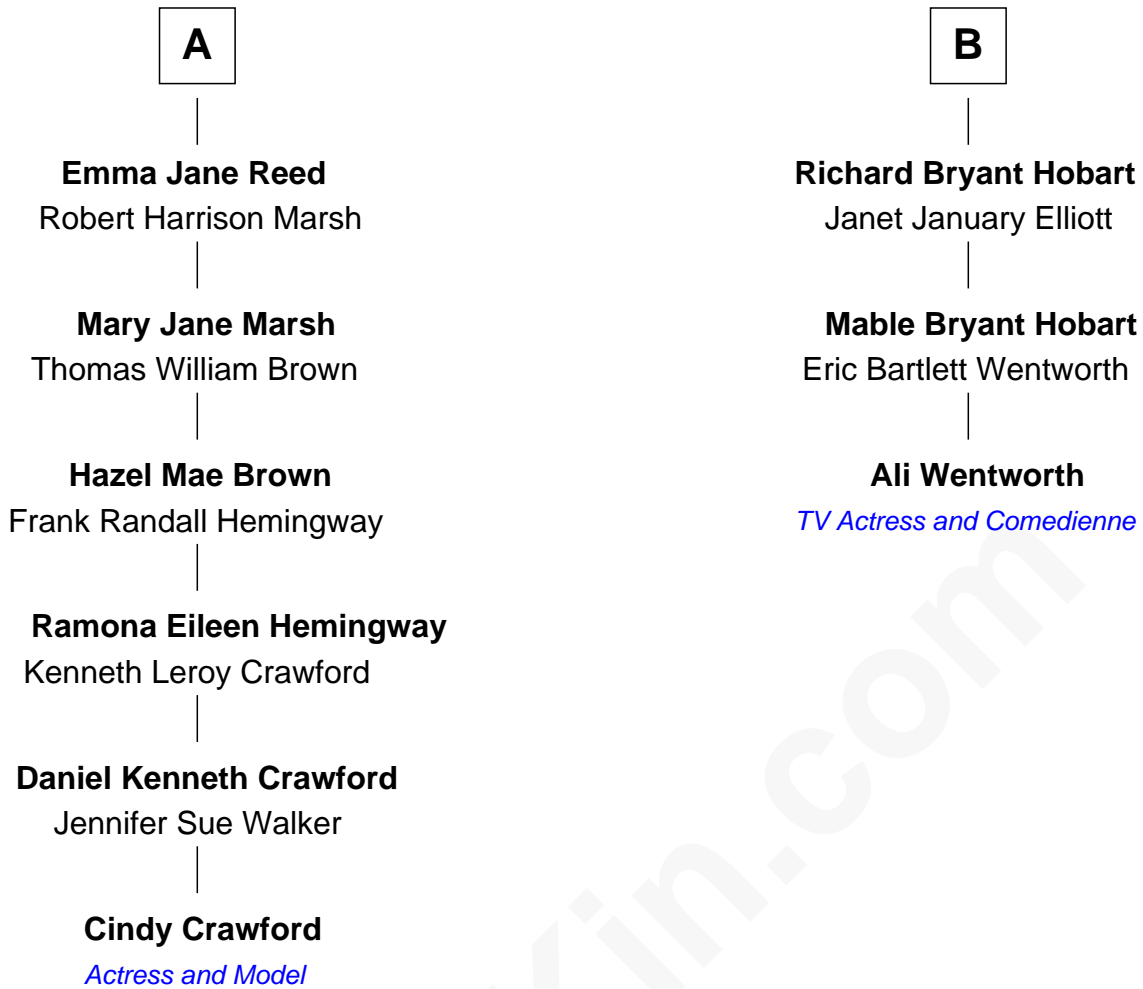 A
Emma Jane Reed
Robert Harrison Marsh
Mary Jane Marsh
Thomas William Brown
Hazel Mae Brown
Frank Randall Hemingway
Ramona Eileen Hemingway
Kenneth Leroy Crawford
Daniel Kenneth Crawford
Jennifer Sue Walker
Cindy Crawford
Actress and Model
B
Richard Bryant Hobart
Janet January Elliott
Mable Bryant Hobart
Eric Bartlett Wentworth
Ali Wentworth
TV Actress and Comedienne
Kin.com